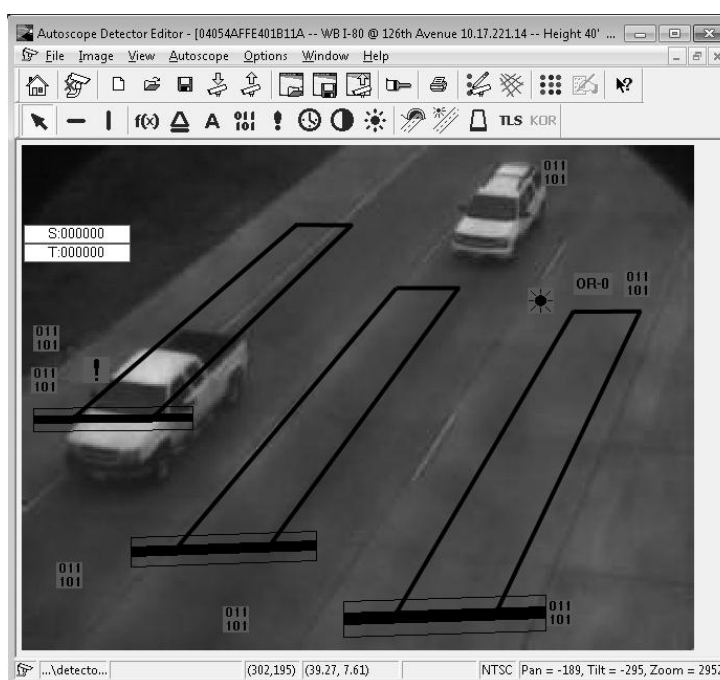 Autoscope Detector Editor - [04054AFFE401B11A -- WB I-80 @ 126th Avenue 10.17.221.14 -- Height 40' ...
File Image View Autoscope Options Window Help
f(x) A 011 101 ! TLS KOR
011
101
S:000000
T:000000
OR-0
011
101
011
101
011
101
!
011
101
011
101
011
101
...\detecto... (302,195) (39.27, 7.61) NTSC Pan = -189, Tilt = -295, Zoom = 2952